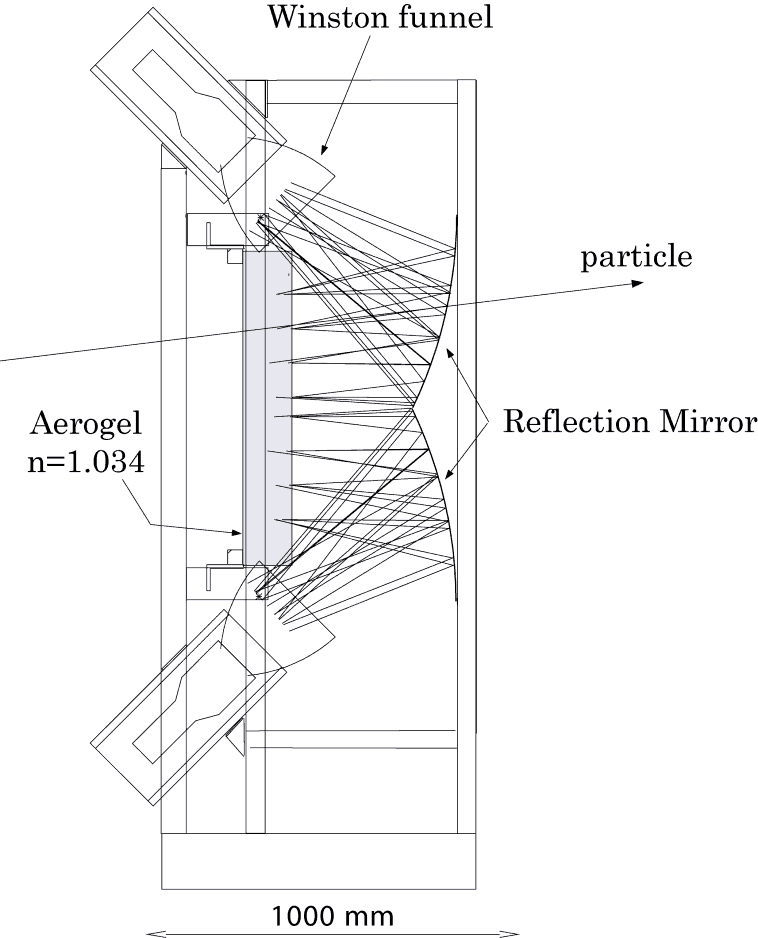 Winston funnel
particle
Aerogel
n=1.034
Reflection Mirror
1000 mm